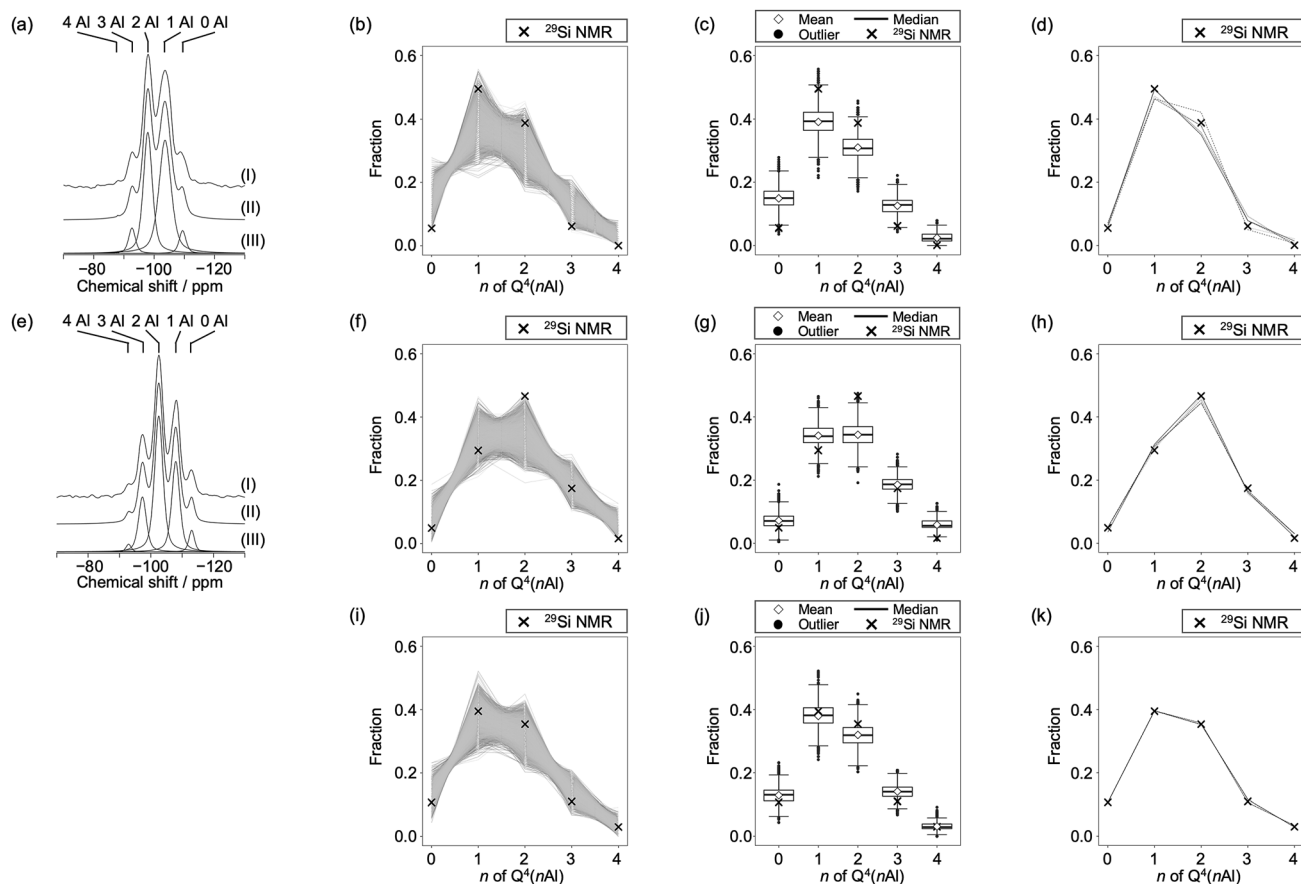 (a)
4 Al 3 Al 2 Al 1 Al 0 Al
(I)
(II)
(III)
−80 −100 −120
Chemical shift / ppm
(b)
× ²⁹Si NMR
Fraction
0.6
0.4
0.2
0.0
0 1 2 3 4
n of Q⁴(nAl)
(c)
Mean Median
Outlier × ²⁹Si NMR
Fraction
0.6
0.4
0.2
0.0
0 1 2 3 4
n of Q⁴(nAl)
(d)
× ²⁹Si NMR
Fraction
0.6
0.4
0.2
0.0
0 1 2 3 4
n of Q⁴(nAl)
(e)
4 Al 3 Al 2 Al 1 Al 0 Al
(I)
(II)
(III)
−80 −100 −120
Chemical shift / ppm
(f)
× ²⁹Si NMR
Fraction
0.6
0.4
0.2
0.0
0 1 2 3 4
n of Q⁴(nAl)
(g)
Mean Median
Outlier × ²⁹Si NMR
Fraction
0.6
0.4
0.2
0.0
0 1 2 3 4
n of Q⁴(nAl)
(h)
× ²⁹Si NMR
Fraction
0.6
0.4
0.2
0.0
0 1 2 3 4
n of Q⁴(nAl)
(i)
× ²⁹Si NMR
Fraction
0.6
0.4
0.2
0.0
0 1 2 3 4
n of Q⁴(nAl)
(j)
Mean Median
Outlier × ²⁹Si NMR
Fraction
0.6
0.4
0.2
0.0
0 1 2 3 4
n of Q⁴(nAl)
(k)
× ²⁹Si NMR
Fraction
0.6
0.4
0.2
0.0
0 1 2 3 4
n of Q⁴(nAl)